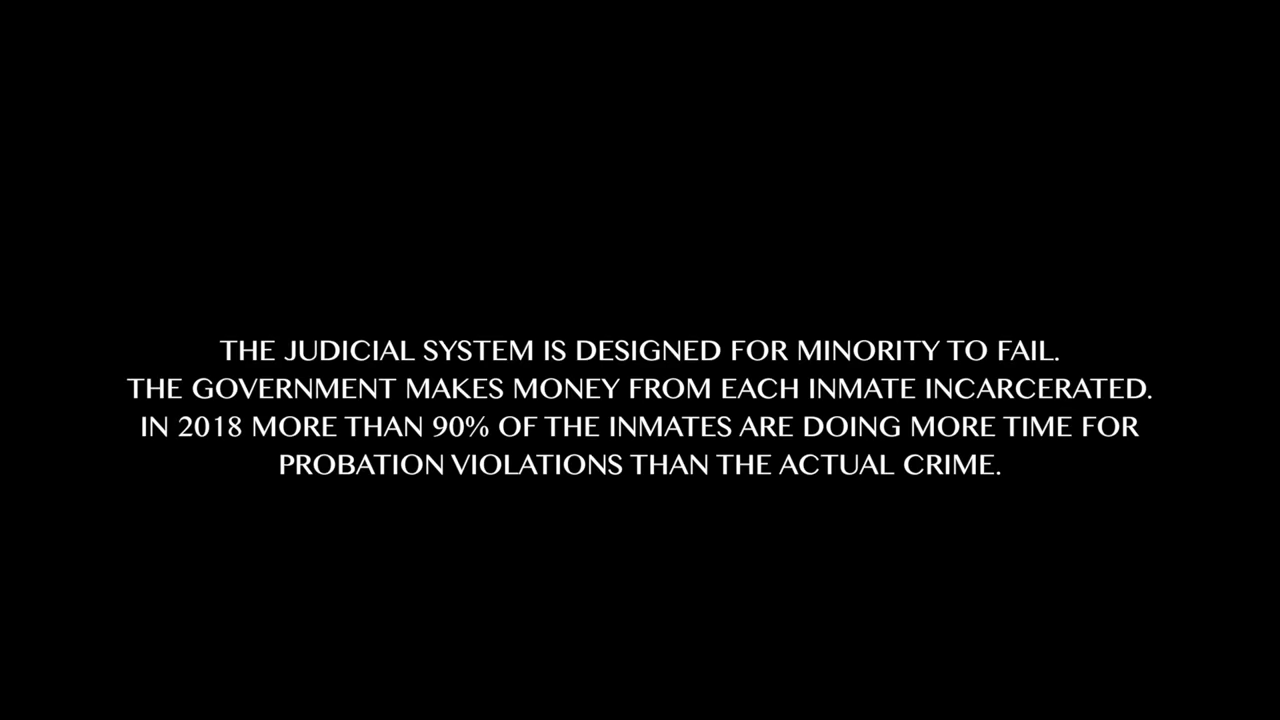 THE JUDICIAL SYSTEM IS DESIGNED FOR MINORITY TO FAIL.
THE GOVERNMENT MAKES MONEY FROM EACH INMATE INCARCERATED.
IN 2018 MORE THAN 90% OF THE INMATES ARE DOING MORE TIME FOR
PROBATION VIOLATIONS THAN THE ACTUAL CRIME.